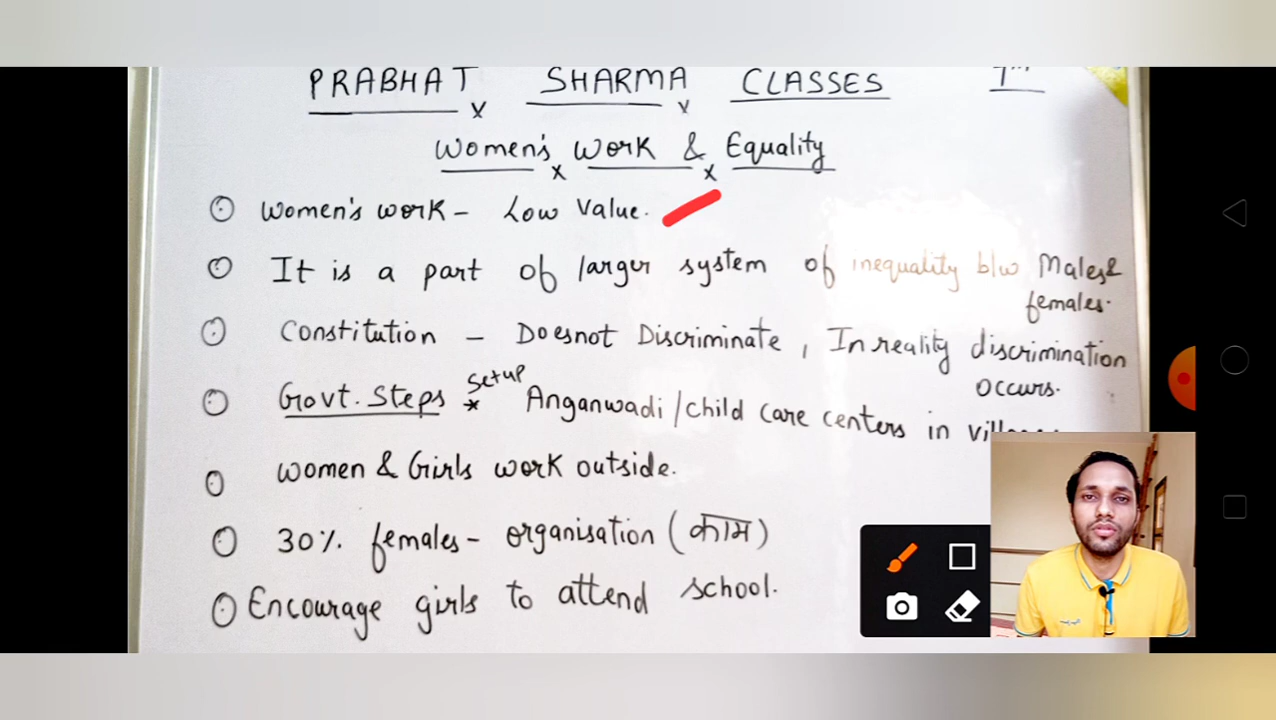 PRABHAT SHARMA CLASSES 7th
Women's Work & Equality
Women's work - Low Value.
It is a part of larger system of inequality b/w Males &
females.
Constitution - Doesnot Discriminate, In reality discrimination
occurs.
Govt. Steps * Setup Anganwadi / child care centers in
women & Girls work outside.
30% females - organisation (काम)
Encourage girls to attend school.